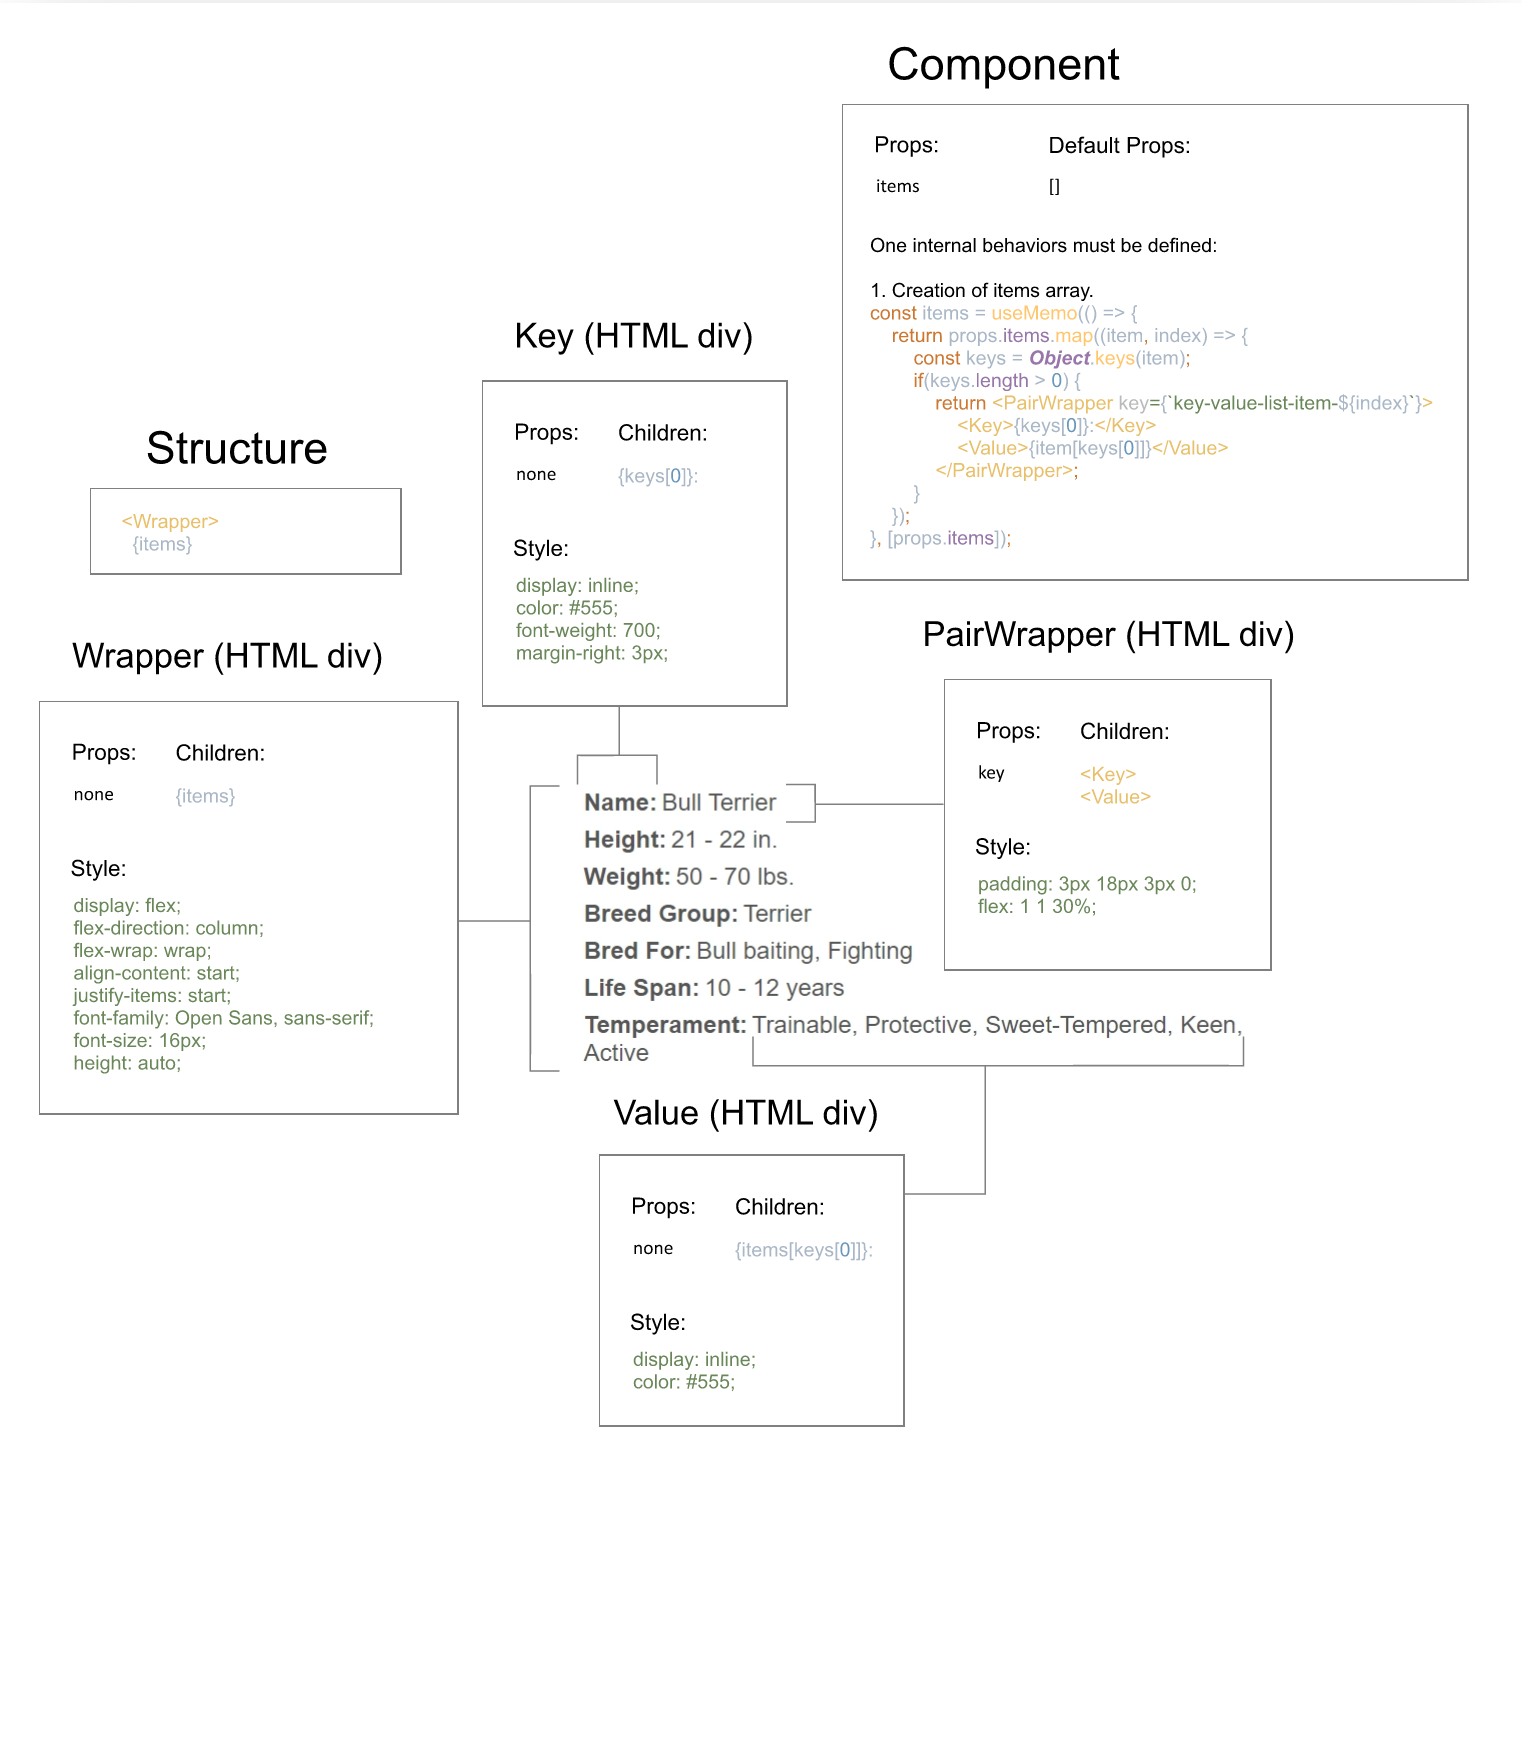 Component
Props:
Default Props:
items
[]
One internal behaviors must be defined:
1. Creation of items array.
const items = useMemo(() => {
return props.items.map((item, index) => {
const keys = Object.keys(item);
if(keys.length > 0) {
return <PairWrapper key={`key-value-list-item-${index}`}>
<Key>{keys[0]}:</Key>
<Value>{item[keys[0]]}</Value>
</PairWrapper>;
}
});
}, [props.items]);
Key (HTML div)
Props:
Children:
none
{keys[0]}:
Style:
display: inline;
color: #555;
font-weight: 700;
margin-right: 3px;
Structure
<Wrapper>
{items}
Wrapper (HTML div)
Props:
Children:
none
{items}
Style:
display: flex;
flex-direction: column;
flex-wrap: wrap;
align-content: start;
justify-items: start;
font-family: Open Sans, sans-serif;
font-size: 16px;
height: auto;
PairWrapper (HTML div)
Props:
Children:
key
<Key>
<Value>
Style:
padding: 3px 18px 3px 0;
flex: 1 1 30%;
Name: Bull Terrier
Height: 21 - 22 in.
Weight: 50 - 70 lbs.
Breed Group: Terrier
Bred For: Bull baiting, Fighting
Life Span: 10 - 12 years
Temperament: Trainable, Protective, Sweet-Tempered, Keen,
Active
Value (HTML div)
Props:
Children:
none
{items[keys[0]]}:
Style:
display: inline;
color: #555;